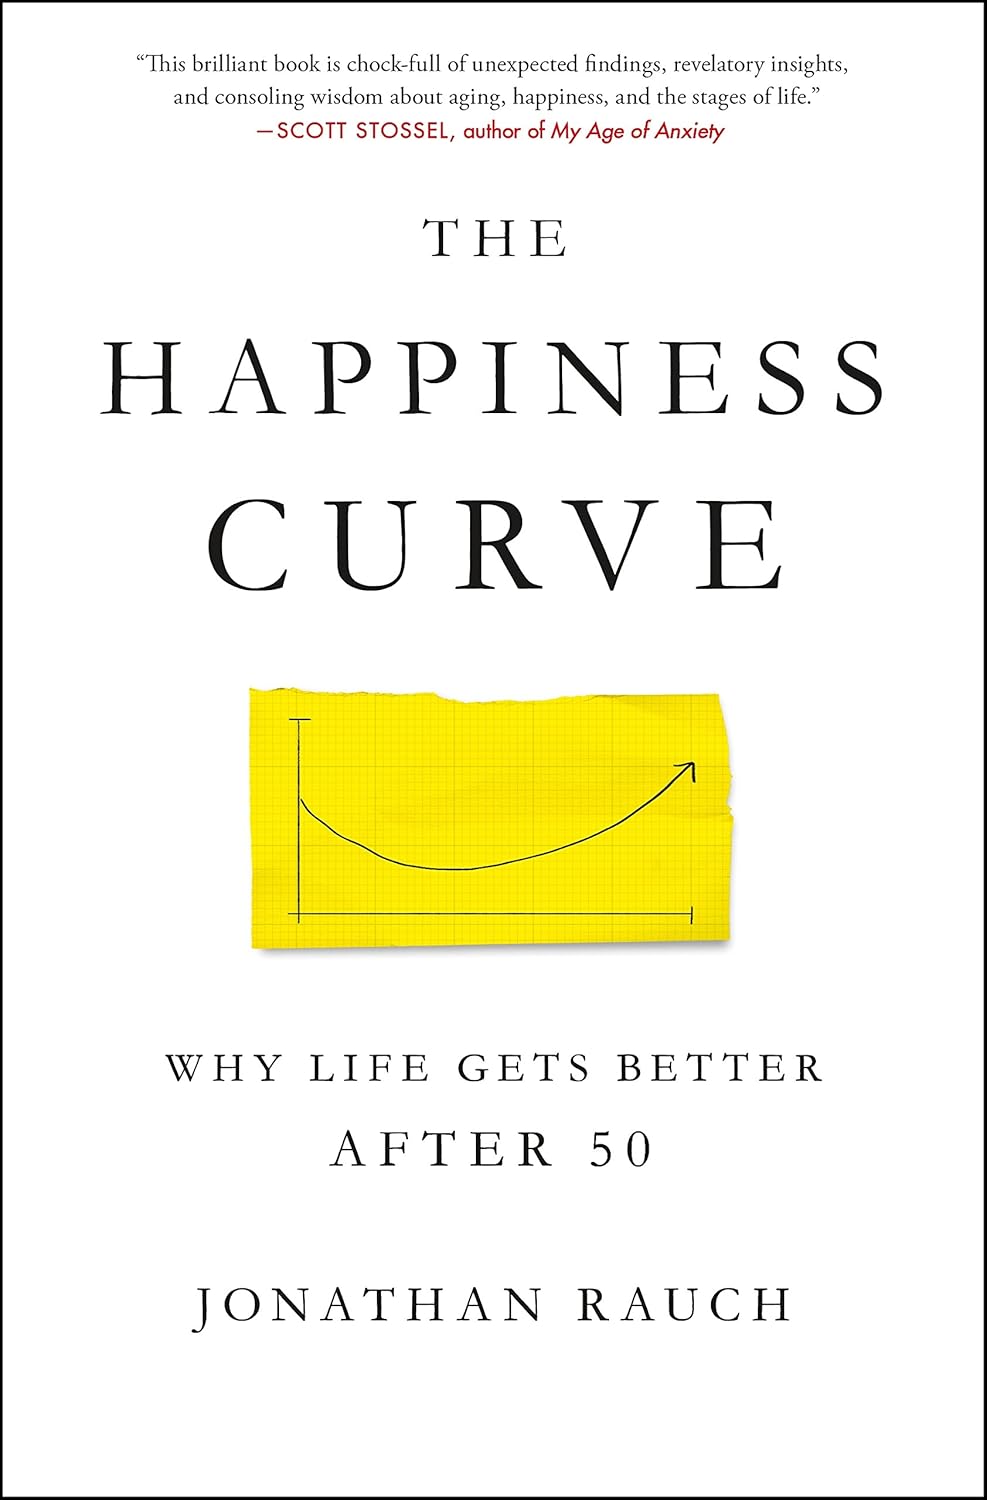 “This brilliant book is chock-full of unexpected findings, revelatory insights,
and consoling wisdom about aging, happiness, and the stages of life.”
—SCOTT STOSSEL, author of My Age of Anxiety
THE
HAPPINESS
CURVE
WHY LIFE GETS BETTER
AFTER 50
JONATHAN RAUCH